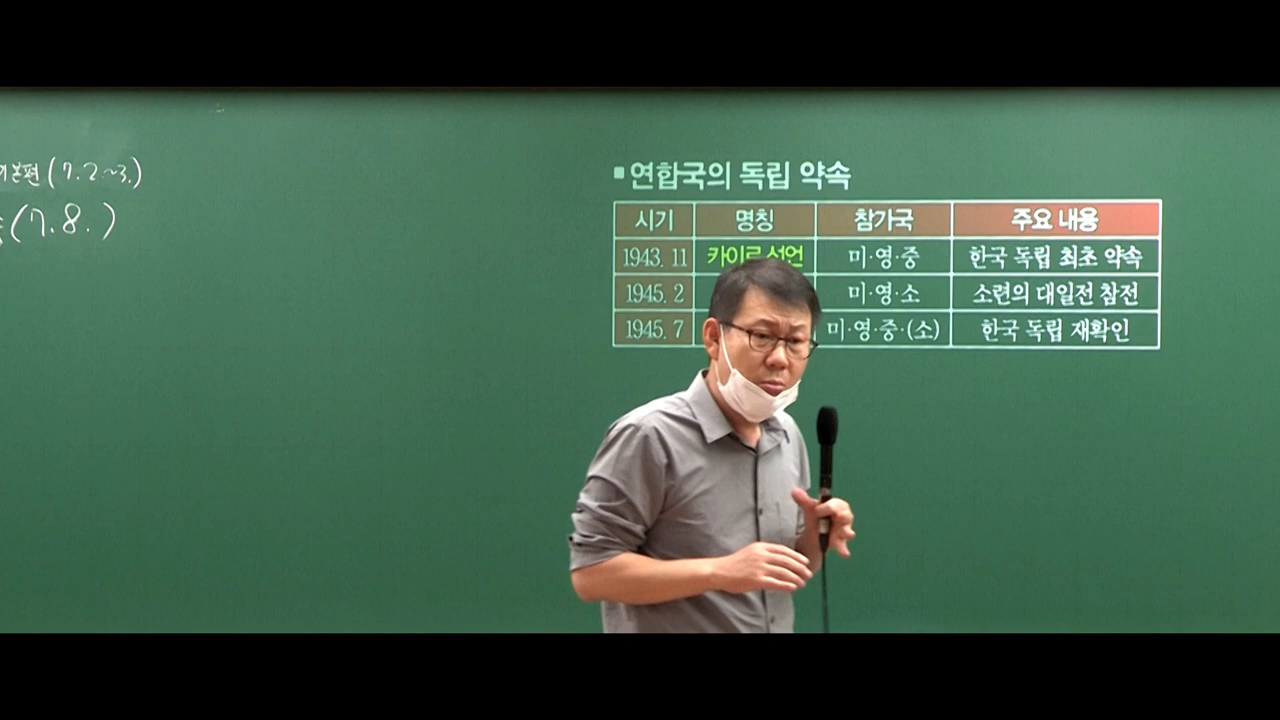 기본편 (7.2~3.)
(7.8.)
▪연합국의 독립 약속
시기 명칭 참가국 주요 내용
1943. 11 카이로 선언 미·영·중 한국 독립 최초 약속
1945. 2 미·영·소 소련의 대일전 참전
1945. 7 미·영·중·(소) 한국 독립 재확인